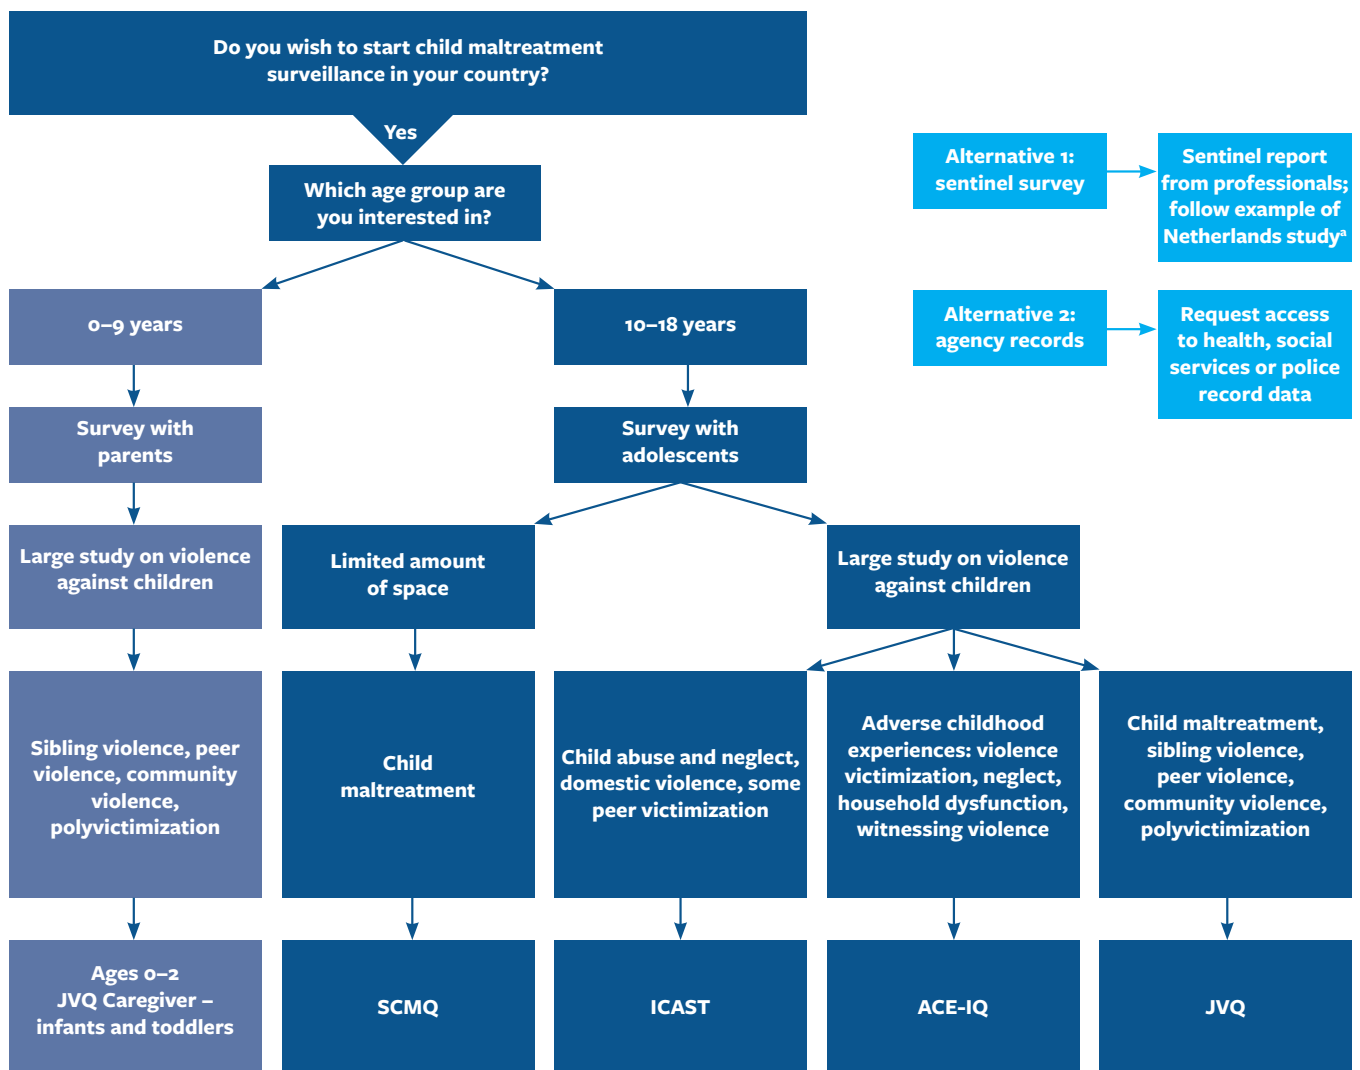 Do you wish to start child maltreatment
surveillance in your country?
Yes
Which age group are
you interested in?
Alternative 1:
sentinel survey
Sentinel report
from professionals;
follow example of
Netherlands studyᵃ
0–9 years
10–18 years
Alternative 2:
agency records
Request access
to health, social
services or police
record data
Survey with
parents
Survey with
adolescents
Large study on violence
against children
Limited amount
of space
Large study on violence
against children
Sibling violence, peer
violence, community
violence,
polyvictimization
Child
maltreatment
Child abuse and neglect,
domestic violence, some
peer victimization
Adverse childhood
experiences: violence
victimization, neglect,
household dysfunction,
witnessing violence
Child maltreatment,
sibling violence,
peer violence,
community violence,
polyvictimization
Ages 0–2
JVQ Caregiver –
infants and toddlers
SCMQ
ICAST
ACE-IQ
JVQ